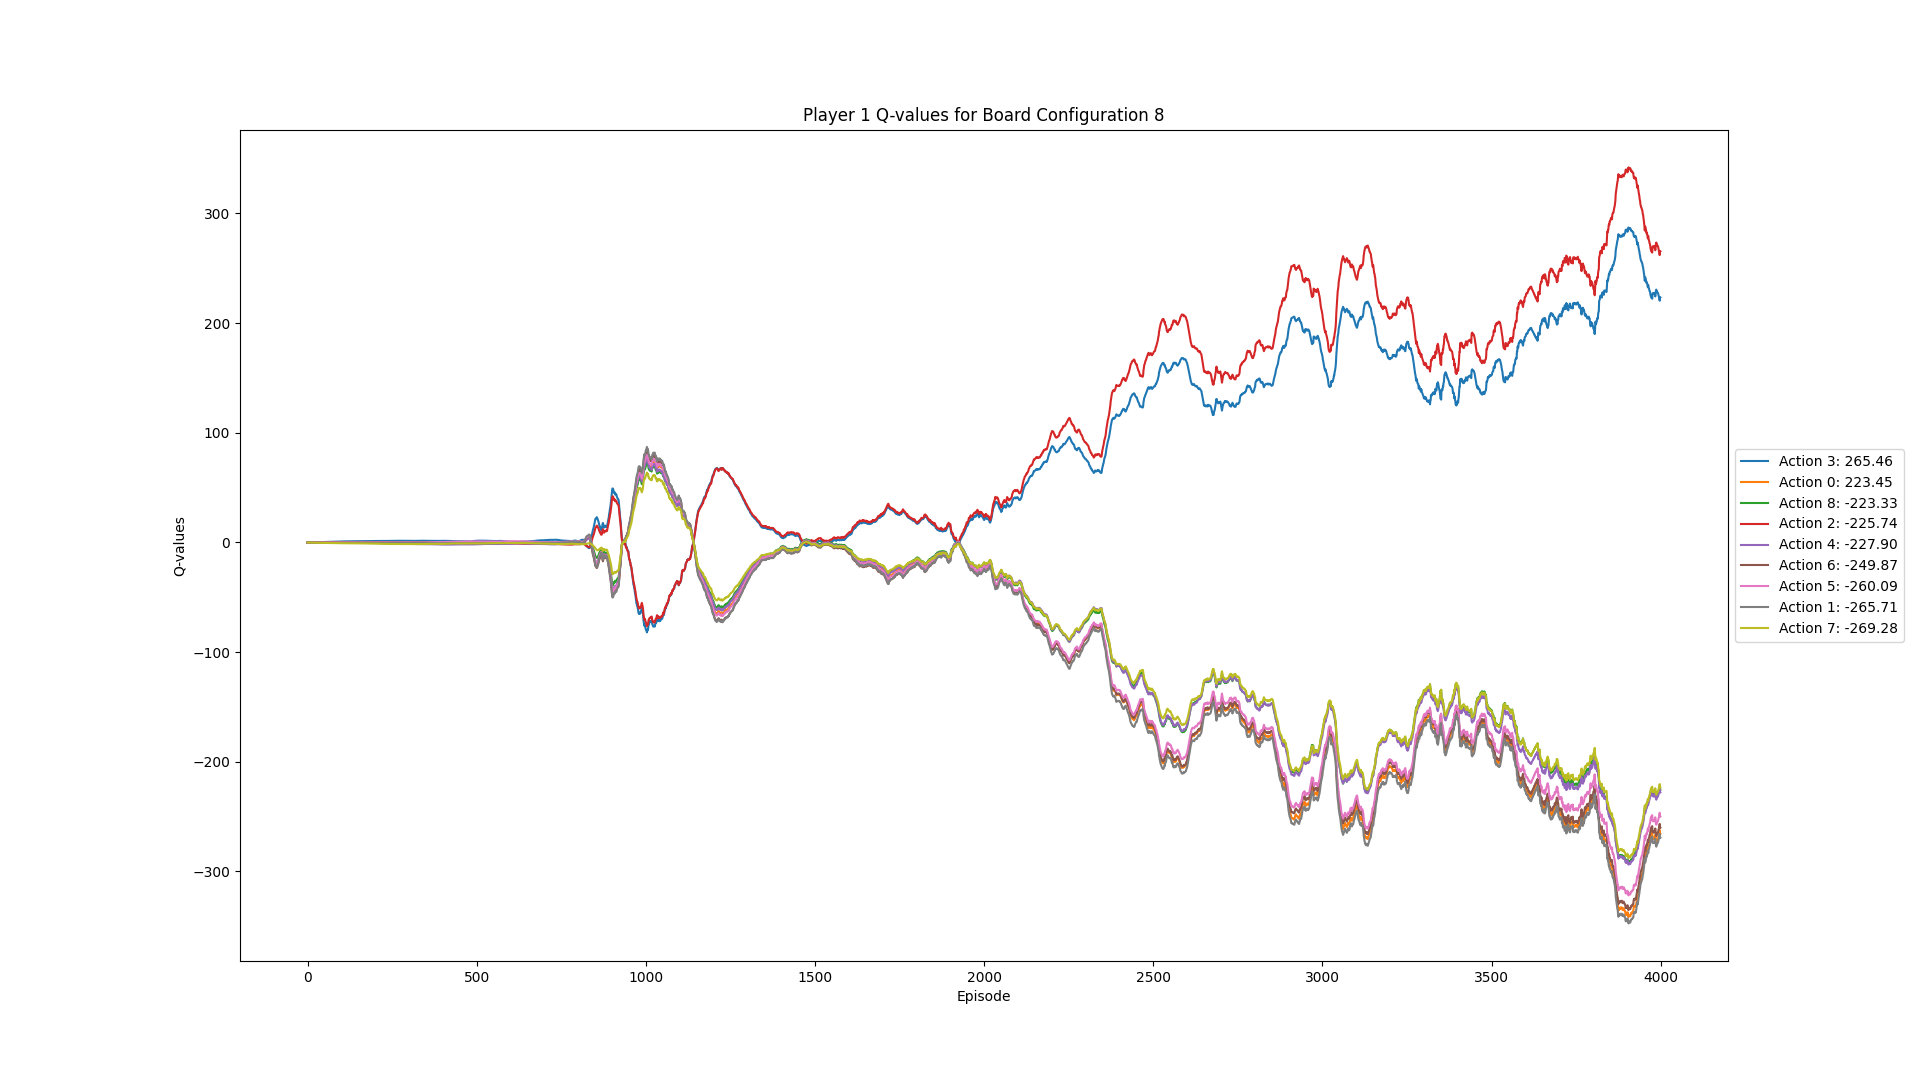 Player 1 Q-values for Board Configuration 8
300
200
100
0
−100
−200
−300
Q-values
0
500
1000
1500
2000
2500
3000
3500
4000
Episode
Action 3: 265.46
Action 0: 223.45
Action 8: -223.33
Action 2: -225.74
Action 4: -227.90
Action 6: -249.87
Action 5: -260.09
Action 1: -265.71
Action 7: -269.28